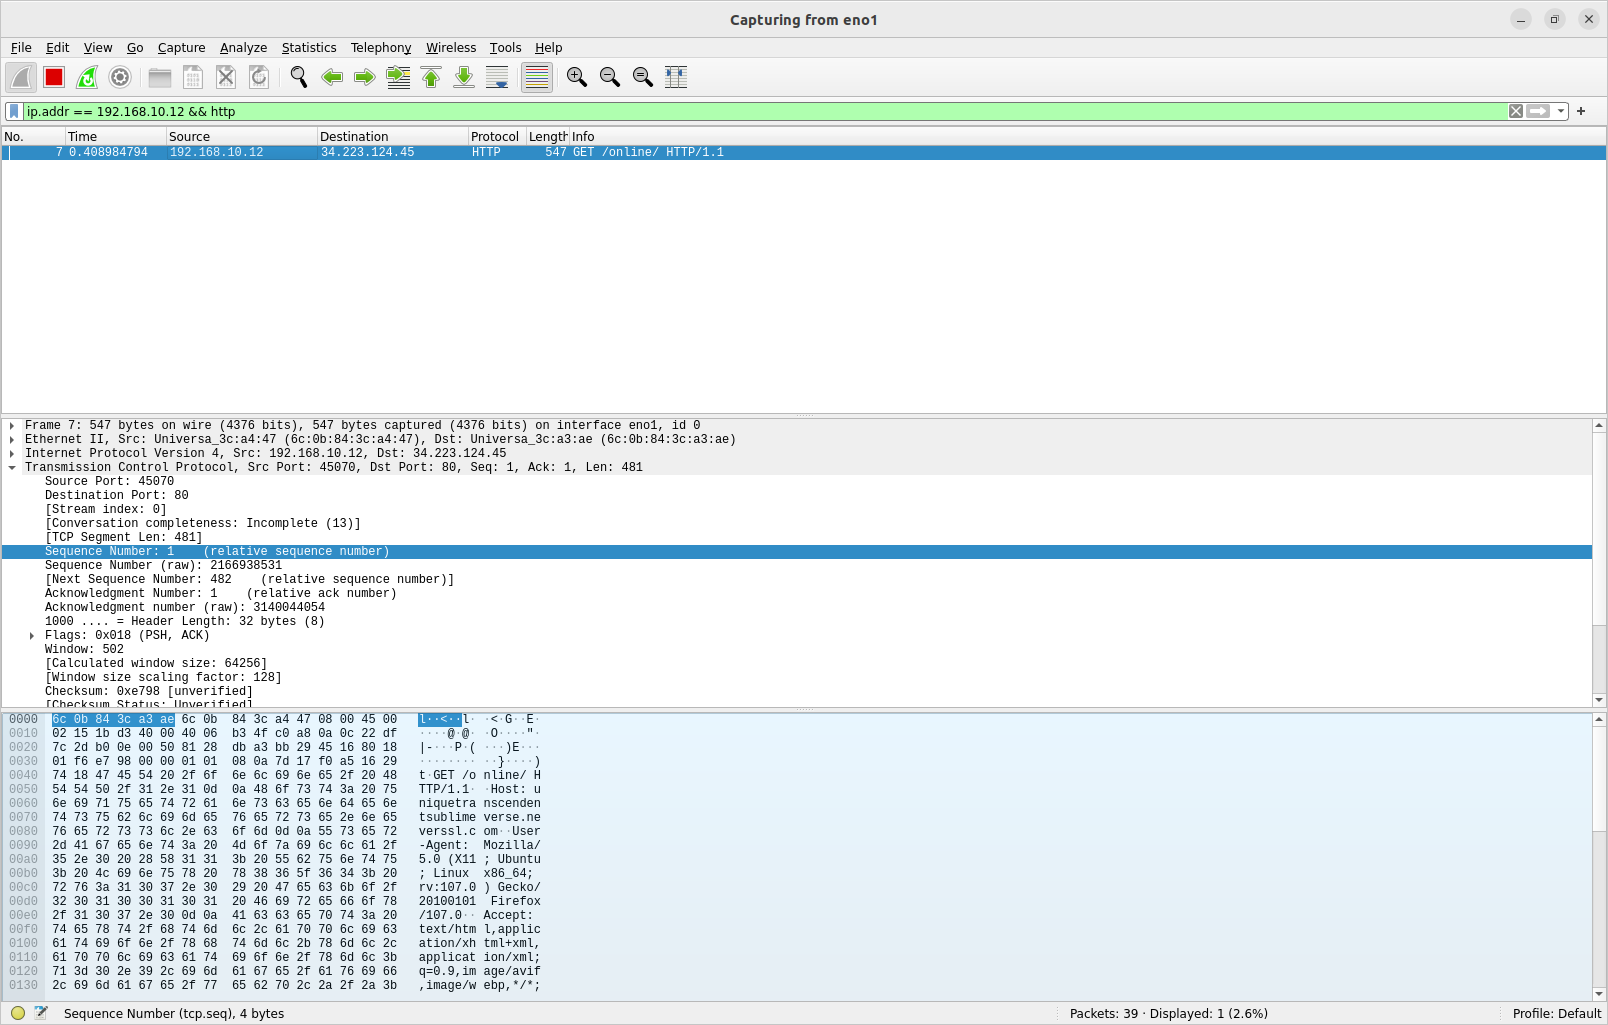 Capturing from eno1
File Edit View Go Capture Analyze Statistics Telephony Wireless Tools Help
ip.addr == 192.168.10.12 && http
No. Time Source Destination Protocol Length Info
7 0.408984794 192.168.10.12 34.223.124.45 HTTP 547 GET /online/ HTTP/1.1
Frame 7: 547 bytes on wire (4376 bits), 547 bytes captured (4376 bits) on interface eno1, id 0
Ethernet II, Src: Universa_3c:a4:47 (6c:0b:84:3c:a4:47), Dst: Universa_3c:a3:ae (6c:0b:84:3c:a3:ae)
Internet Protocol Version 4, Src: 192.168.10.12, Dst: 34.223.124.45
Transmission Control Protocol, Src Port: 45070, Dst Port: 80, Seq: 1, Ack: 1, Len: 481
Source Port: 45070
Destination Port: 80
[Stream index: 0]
[Conversation completeness: Incomplete (13)]
[TCP Segment Len: 481]
Sequence Number: 1    (relative sequence number)
Sequence Number (raw): 2166938531
[Next Sequence Number: 482    (relative sequence number)]
Acknowledgment Number: 1    (relative ack number)
Acknowledgment number (raw): 3140044054
1000 .... = Header Length: 32 bytes (8)
Flags: 0x018 (PSH, ACK)
Window: 502
[Calculated window size: 64256]
[Window size scaling factor: 128]
Checksum: 0xe798 [unverified]
[Checksum Status: Unverified]
0000 6c 0b 84 3c a3 ae 6c 0b 84 3c a4 47 08 00 45 00 l··<··l· ·<·G··E·
0010 02 15 1b d3 40 00 40 06 b3 4f c0 a8 0a 0c 22 df ····@·@· ·O····"·
0020 7c 2d b0 0e 00 50 81 28 db a3 bb 29 45 16 80 18 |-···P·( ···)E···
0030 01 f6 e7 98 00 00 01 01 08 0a 7d 17 f0 a5 16 29 ········ ··}····)
0040 74 18 47 45 54 20 2f 6f 6e 6c 69 6e 65 2f 20 48 t·GET /o nline/ H
0050 54 54 50 2f 31 2e 31 0d 0a 48 6f 73 74 3a 20 75 TTP/1.1· ·Host: u
0060 6e 69 71 75 65 74 72 61 6e 73 63 65 6e 64 65 6e niquetra nscenden
0070 74 73 75 62 6c 69 6d 65 76 65 72 73 65 2e 6e 65 tsublime verse.ne
0080 76 65 72 73 73 6c 2e 63 6f 6d 0d 0a 55 73 65 72 verssl.c om··User
0090 2d 41 67 65 6e 74 3a 20 4d 6f 7a 69 6c 6c 61 2f -Agent: Mozilla/
00a0 35 2e 30 20 28 58 31 31 3b 20 55 62 75 6e 74 75 5.0 (X11 ; Ubuntu
00b0 3b 20 4c 69 6e 75 78 20 78 38 36 5f 36 34 3b 20 ; Linux x86_64;
00c0 72 76 3a 31 30 37 2e 30 29 20 47 65 63 6b 6f 2f rv:107.0 ) Gecko/
00d0 32 30 31 30 30 31 30 31 20 46 69 72 65 66 6f 78 20100101 Firefox
00e0 2f 31 30 37 2e 30 0d 0a 41 63 63 65 70 74 3a 20 /107.0·· Accept:
00f0 74 65 78 74 2f 68 74 6d 6c 2c 61 70 70 6c 69 63 text/htm l,applic
0100 61 74 69 6f 6e 2f 78 68 74 6d 6c 2b 78 6d 6c 2c ation/xh tml+xml,
0110 61 70 70 6c 69 63 61 74 69 6f 6e 2f 78 6d 6c 3b applicat ion/xml;
0120 71 3d 30 2e 39 2c 69 6d 61 67 65 2f 61 76 69 66 q=0.9,im age/avif
0130 2c 69 6d 61 67 65 2f 77 65 62 70 2c 2a 2f 2a 3b ,image/w ebp,*/*;
Sequence Number (tcp.seq), 4 bytes Packets: 39 · Displayed: 1 (2.6%) Profile: Default